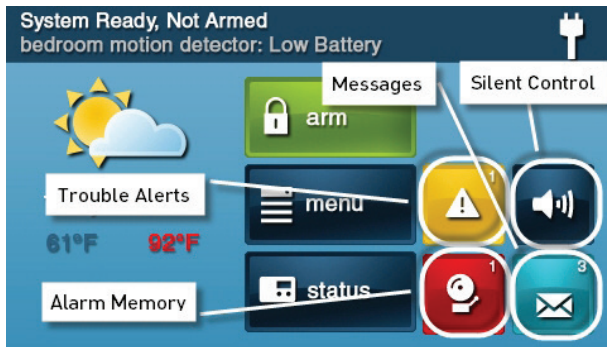 System Ready, Not Armed
bedroom motion detector: Low Battery
Messages
Silent Control
arm
Trouble Alerts
menu
1
61°F
92°F
Alarm Memory
status
1
3